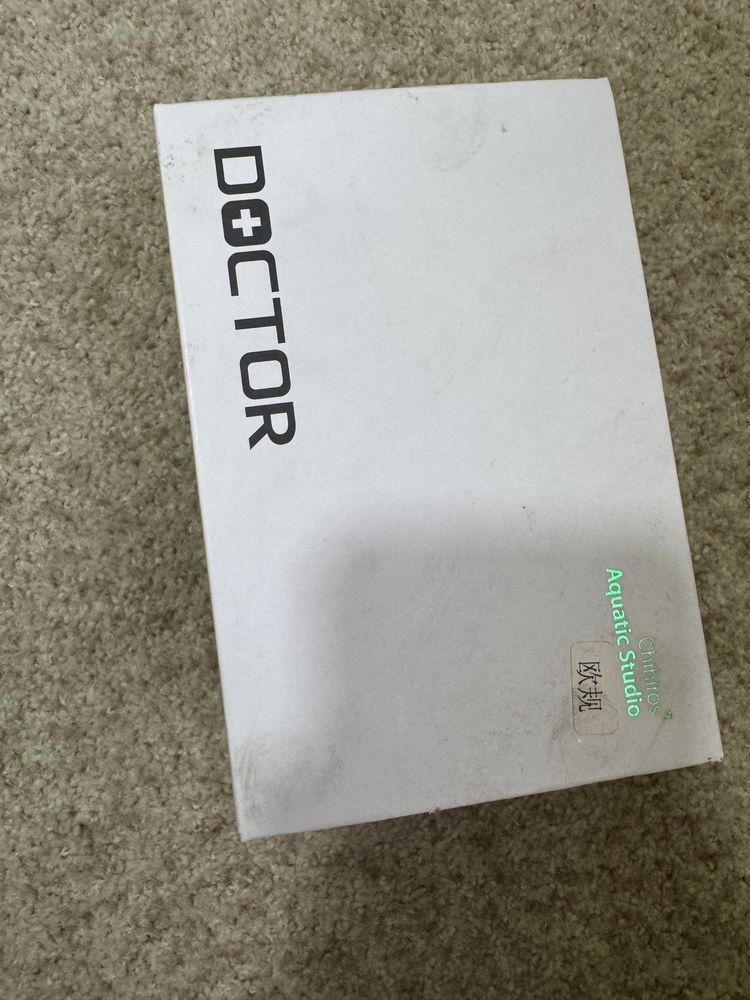 DOCTOR
Chihiros
Aquatic Studio
欧规